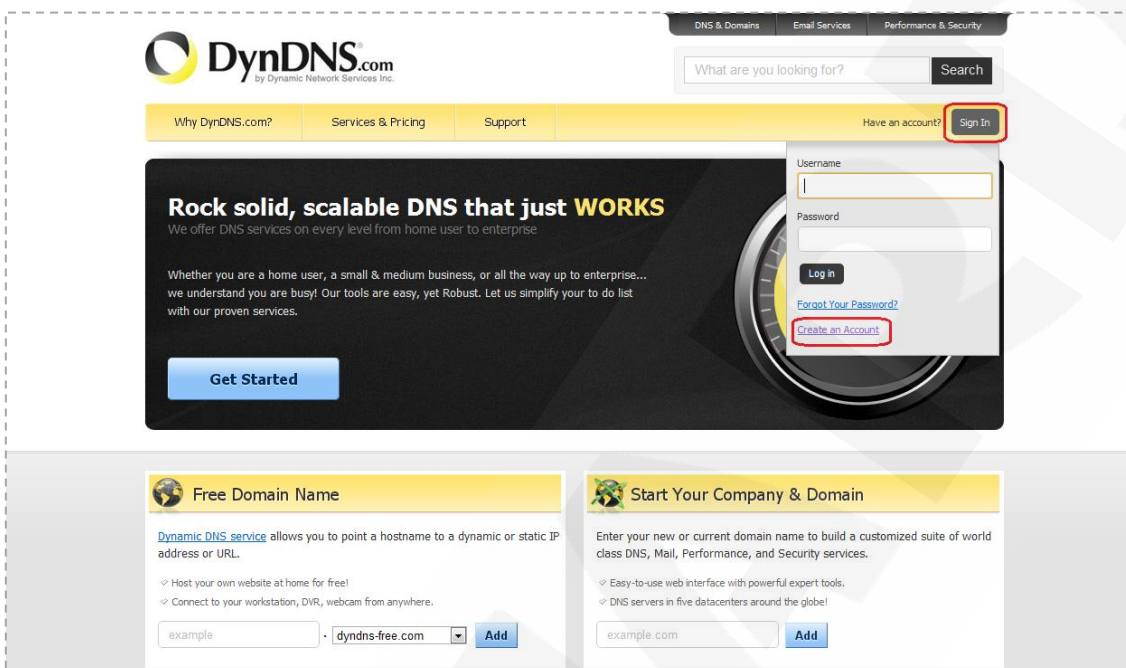 DNS & Domains Email Services Performance & Security
DynDNS.com
by Dynamic Network Services Inc.
What are you looking for? Search
Why DynDNS.com? Services & Pricing Support Have an account? Sign In
Username
Password
Log in
Forgot Your Password?
Create an Account
Rock solid, scalable DNS that just WORKS
We offer DNS services on every level from home user to enterprise
Whether you are a home user, a small & medium business, or all the way up to enterprise...
we understand you are busy! Our tools are easy, yet Robust. Let us simplify your to do list
with our proven services.
Get Started
Free Domain Name
Dynamic DNS service allows you to point a hostname to a dynamic or static IP
address or URL.
Host your own website at home for free!
Connect to your workstation, DVR, webcam from anywhere.
example . dyndns-free.com Add
Start Your Company & Domain
Enter your new or current domain name to build a customized suite of world
class DNS, Mail, Performance, and Security services.
Easy-to-use web interface with powerful expert tools.
DNS servers in five datacenters around the globe!
example.com Add